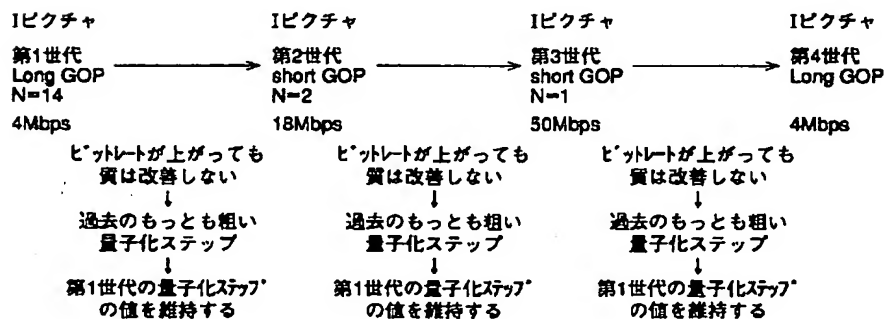 Iピクチャ Iピクチャ Iピクチャ Iピクチャ
第1世代 第2世代 第3世代 第4世代
Long GOP short GOP short GOP Long GOP
N=14 N=2 N=1
4Mbps 18Mbps 50Mbps 4Mbps
ビットレートが上がっても ビットレートが上がっても ビットレートが上がっても
質は改善しない 質は改善しない 質は改善しない
↓ ↓ ↓
過去のもっとも粗い 過去のもっとも粗い 過去のもっとも粗い
量子化ステップ 量子化ステップ 量子化ステップ
↓ ↓ ↓
第1世代の量子化ステップ 第1世代の量子化ステップ 第1世代の量子化ステップ
の値を維持する の値を維持する の値を維持する